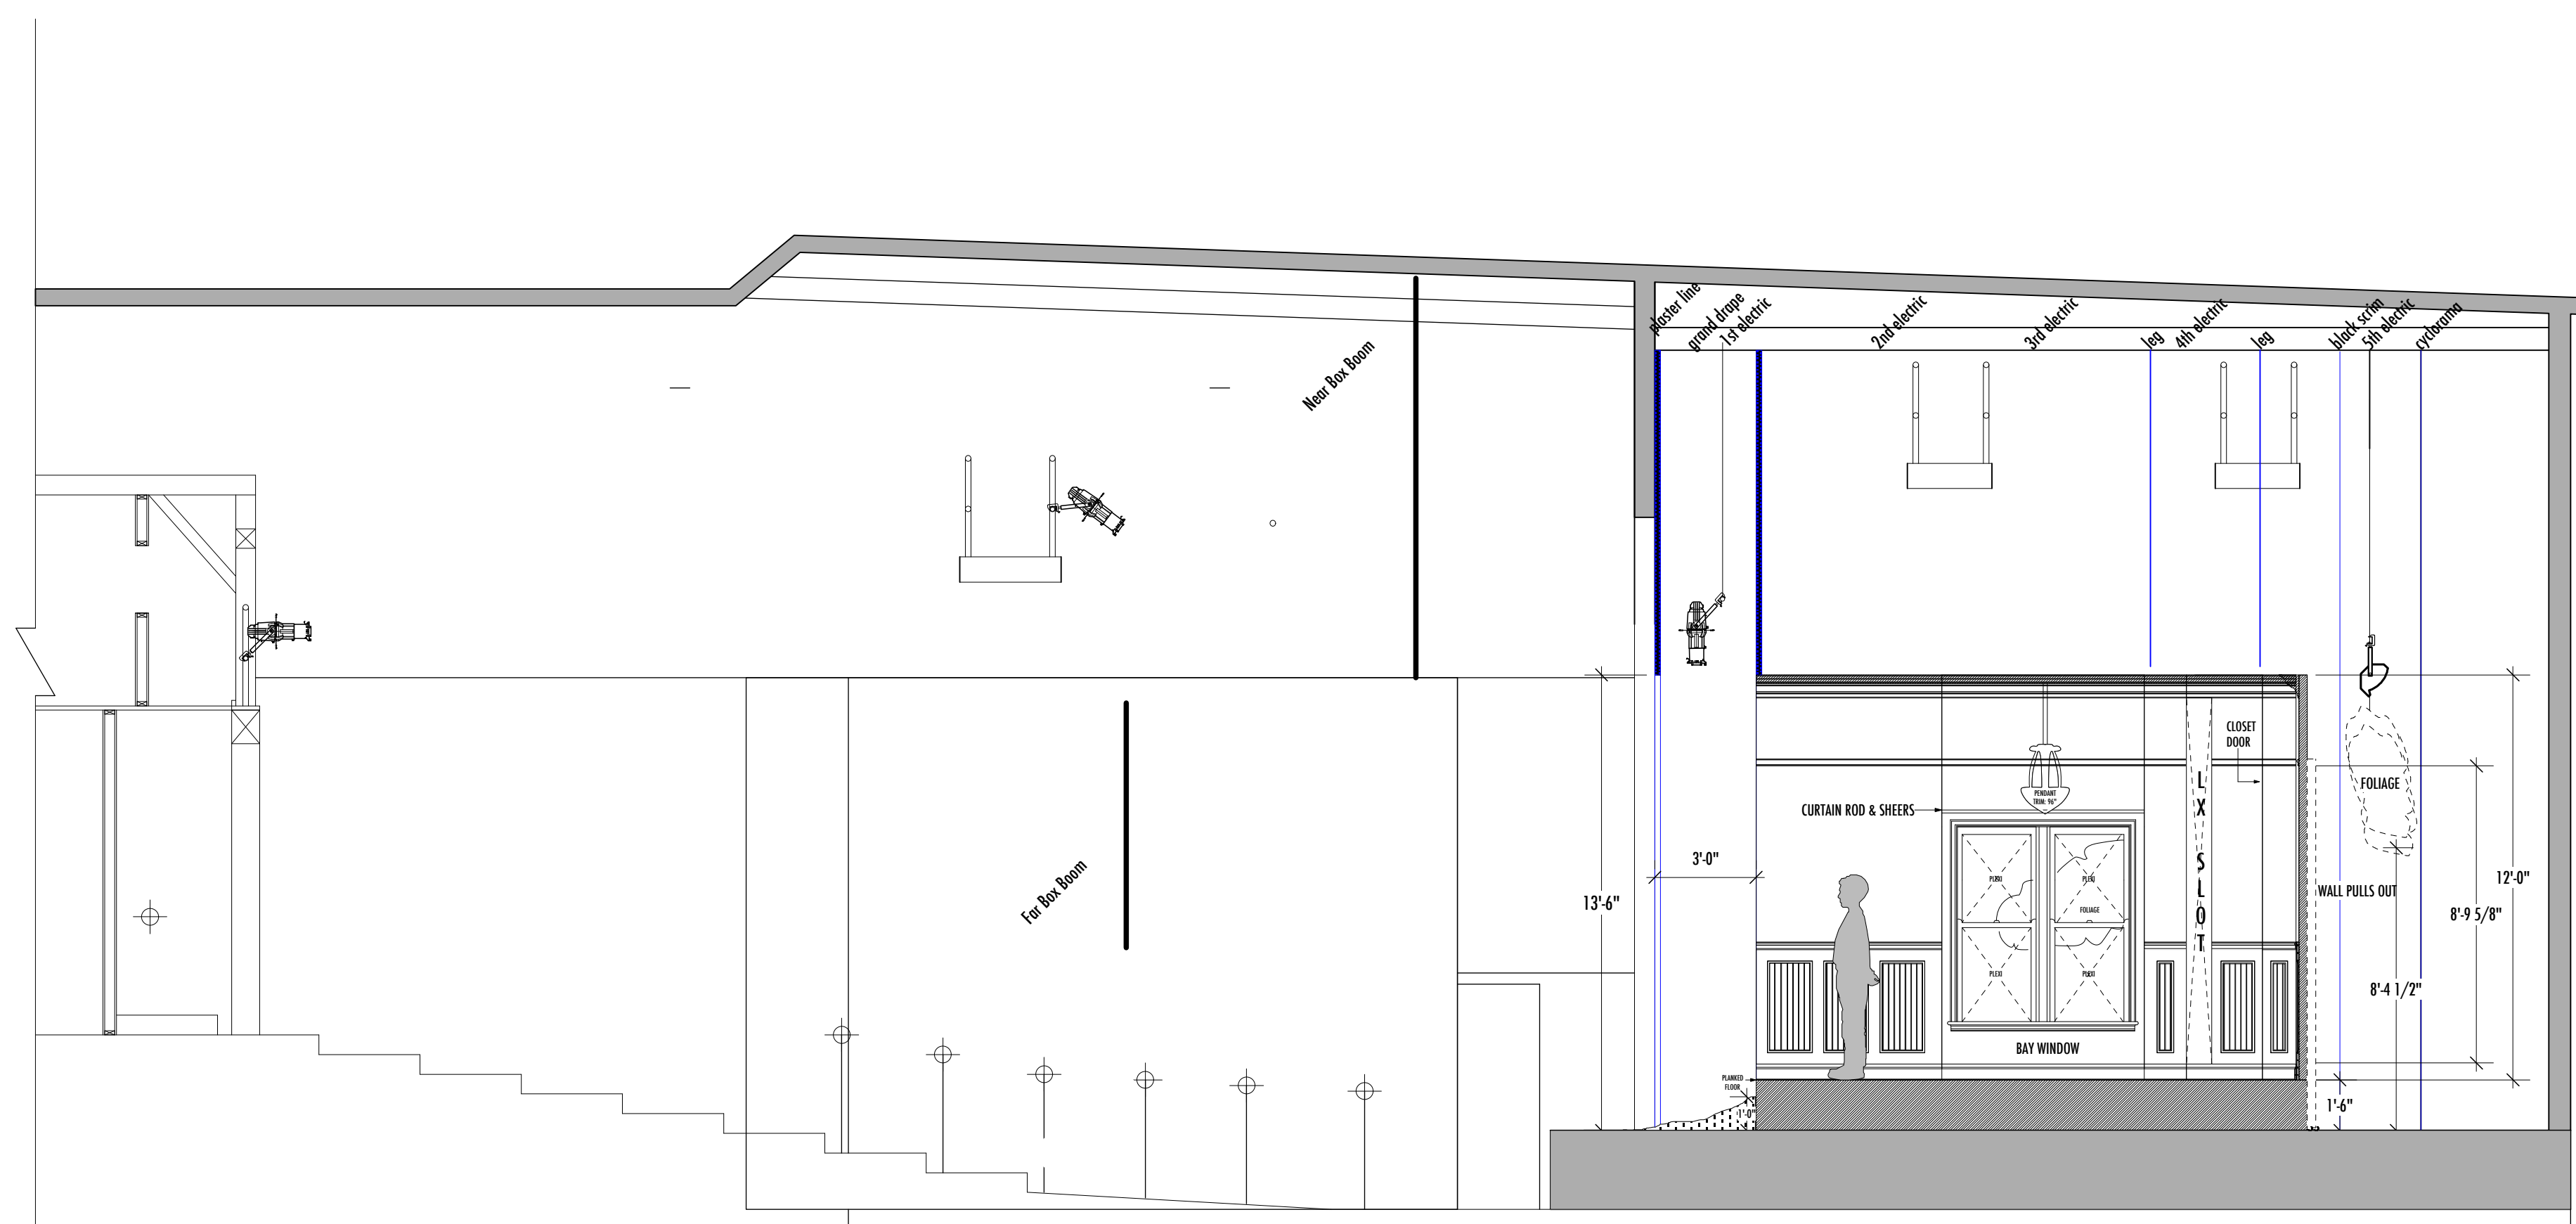 plaster line
grand drape
1st electric
2nd electric
3rd electric
leg
4th electric
leg
black scrim
5th electric
cyclorama
Near Box Boom
Far Box Boom
CLOSET
DOOR
PENDANT
TRIM: 96"
CURTAIN ROD & SHEERS
LX SLOT
FOLIAGE
3'-0"
13'-6"
PLEXI
PLEXI
FOLIAGE
PLEXI
PLEXI
WALL PULLS OUT
12'-0"
8'-9 5/8"
8'-4 1/2"
BAY WINDOW
PLANKED
FLOOR
1'-0"
1'-6"